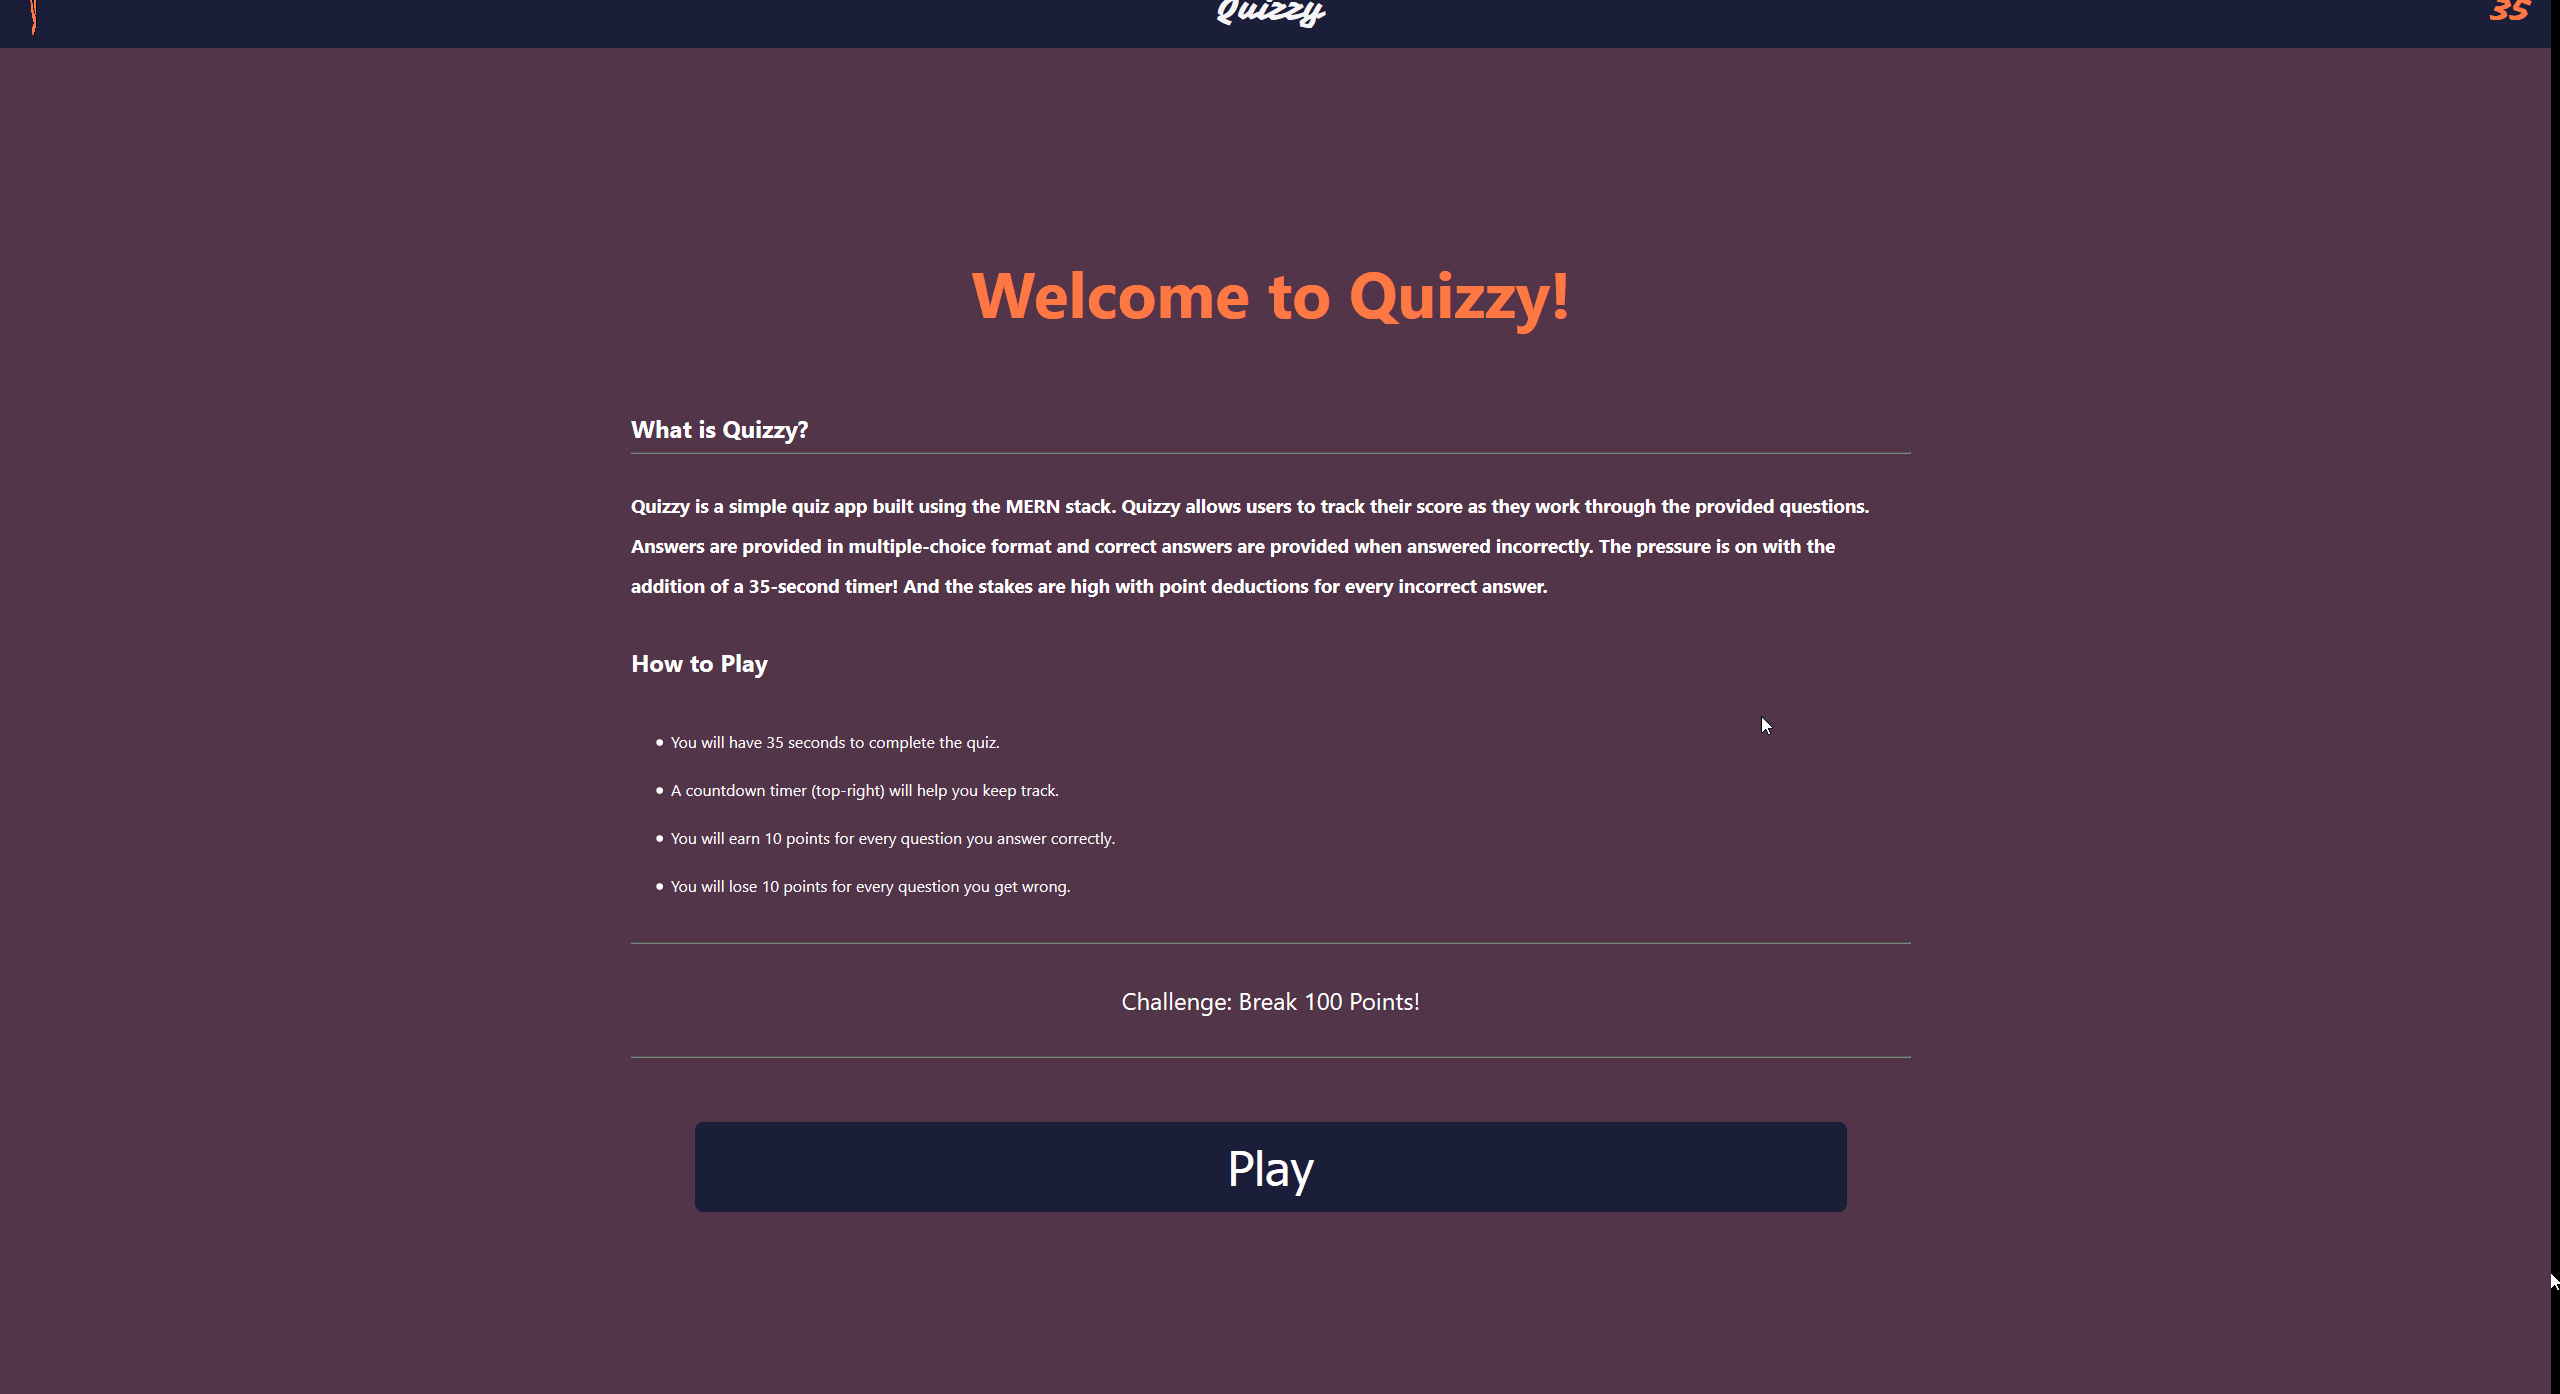 Quizzy
35
Welcome to Quizzy!
What is Quizzy?
Quizzy is a simple quiz app built using the MERN stack. Quizzy allows users to track their score as they work through the provided questions.
Answers are provided in multiple-choice format and correct answers are provided when answered incorrectly. The pressure is on with the
addition of a 35-second timer! And the stakes are high with point deductions for every incorrect answer.
How to Play
• You will have 35 seconds to complete the quiz.
• A countdown timer (top-right) will help you keep track.
• You will earn 10 points for every question you answer correctly.
• You will lose 10 points for every question you get wrong.
Challenge: Break 100 Points!
Play